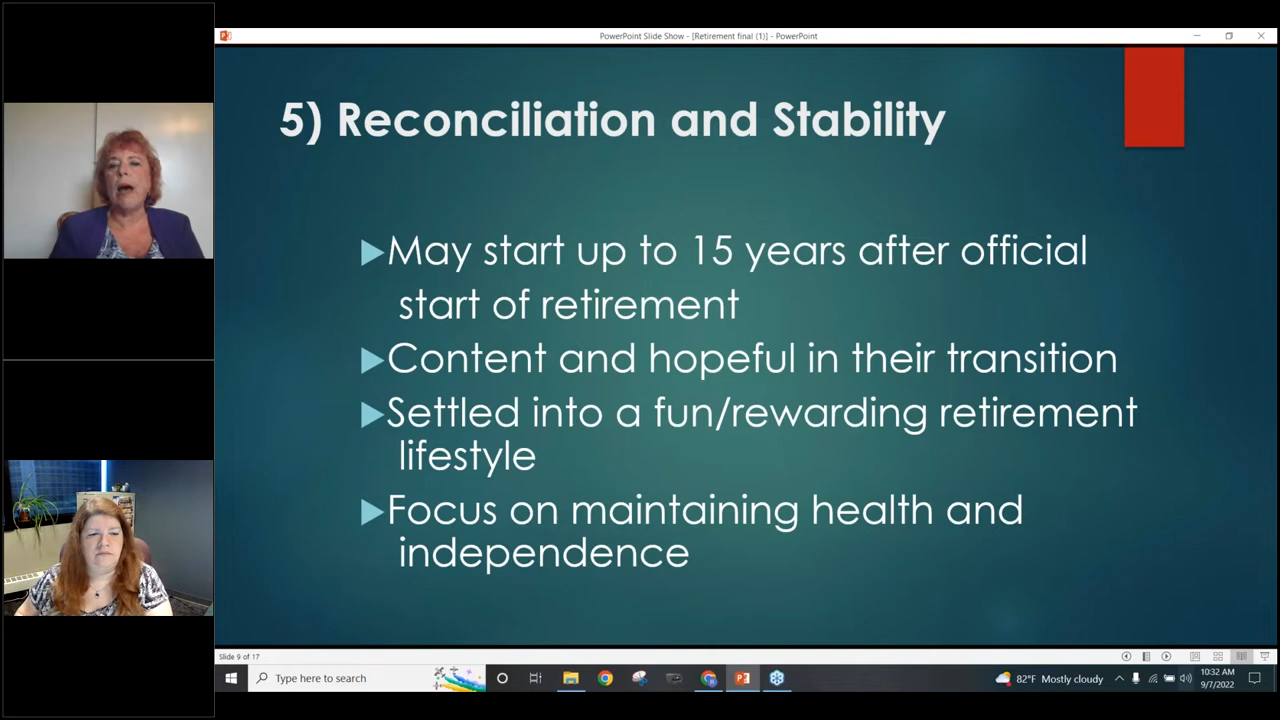 PowerPoint Slide Show - [Retirement final (1)] - PowerPoint
5) Reconciliation and Stability
May start up to 15 years after official
start of retirement
Content and hopeful in their transition
Settled into a fun/rewarding retirement
lifestyle
Focus on maintaining health and
independence
Slide 9 of 17
Type here to search
82°F Mostly cloudy
10:32 AM
9/7/2022